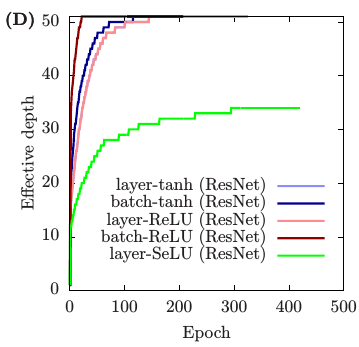 (D)
50
40
30
20
10
0
Effective depth
layer-tanh (ResNet)
batch-tanh (ResNet)
layer-ReLU (ResNet)
batch-ReLU (ResNet)
layer-SeLU (ResNet)
0 100 200 300 400 500
Epoch